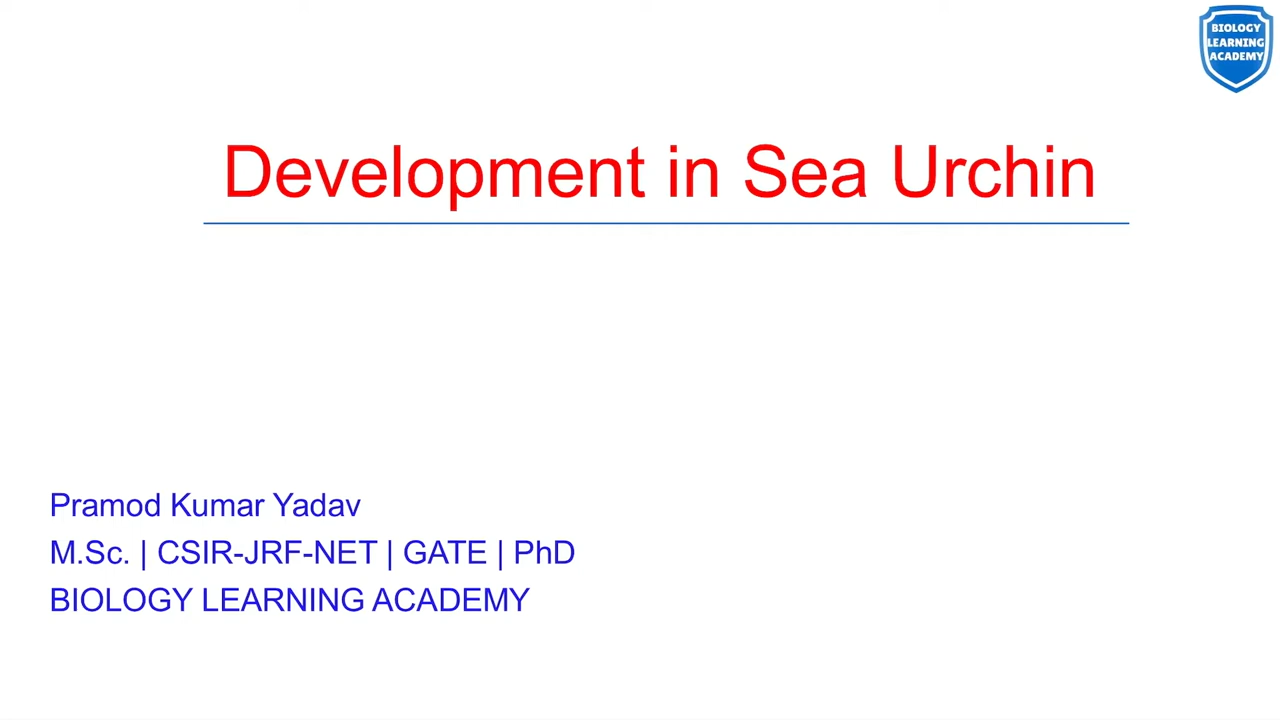 BIOLOGY
LEARNING
ACADEMY
Development in Sea Urchin
Pramod Kumar Yadav
M.Sc. | CSIR-JRF-NET | GATE | PhD
BIOLOGY LEARNING ACADEMY